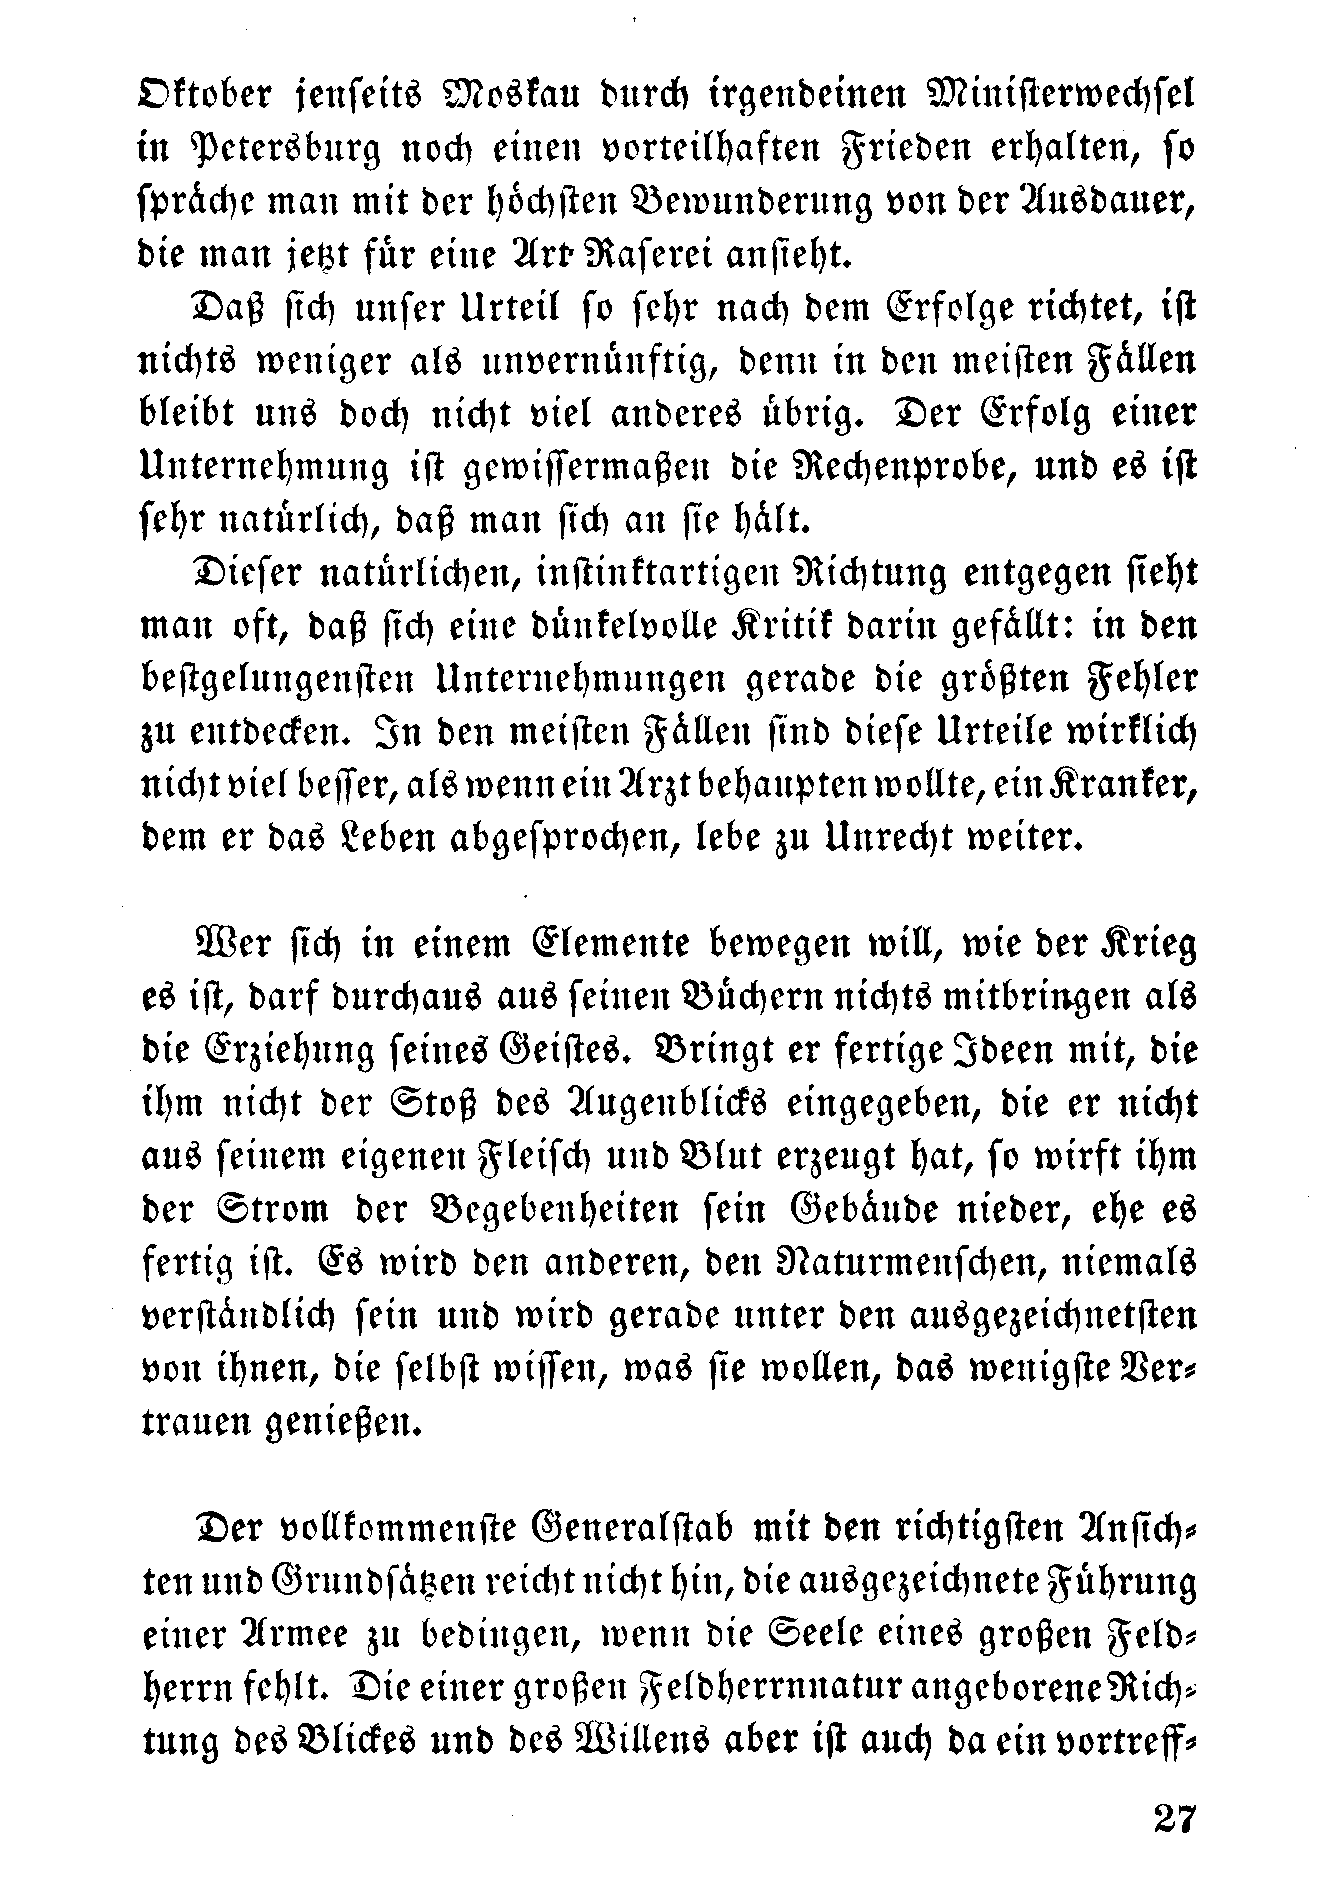 Oktober jenseits Moskau durch irgendeinen Ministerwechsel
in Petersburg noch einen vorteilhaften Frieden erhalten, so
spräche man mit der höchsten Bewunderung von der Ausdauer,
die man jetzt für eine Art Raserei ansieht.
Daß sich unser Urteil so sehr nach dem Erfolge richtet, ist
nichts weniger als unvernünftig, denn in den meisten Fällen
bleibt uns doch nicht viel anderes übrig. Der Erfolg einer
Unternehmung ist gewissermaßen die Rechenprobe, und es ist
sehr natürlich, daß man sich an sie hält.
Dieser natürlichen, instinktartigen Richtung entgegen sieht
man oft, daß sich eine dünkelvolle Kritik darin gefällt: in den
bestgelungensten Unternehmungen gerade die größten Fehler
zu entdecken. In den meisten Fällen sind diese Urteile wirklich
nicht viel besser, als wenn ein Arzt behaupten wollte, ein Kranker,
dem er das Leben abgesprochen, lebe zu Unrecht weiter.
Wer sich in einem Elemente bewegen will, wie der Krieg
es ist, darf durchaus aus seinen Büchern nichts mitbringen als
die Erziehung seines Geistes. Bringt er fertige Ideen mit, die
ihm nicht der Stoß des Augenblicks eingegeben, die er nicht
aus seinem eigenen Fleisch und Blut erzeugt hat, so wirft ihm
der Strom der Begebenheiten sein Gebäude nieder, ehe es
fertig ist. Es wird den anderen, den Naturmenschen, niemals
verständlich sein und wird gerade unter den ausgezeichnetsten
von ihnen, die selbst wissen, was sie wollen, das wenigste Ver-
trauen genießen.
Der vollkommenste Generalstab mit den richtigsten Ansich-
ten und Grundsätzen reicht nicht hin, die ausgezeichnete Führung
einer Armee zu bedingen, wenn die Seele eines großen Feld-
herrn fehlt. Die einer großen Feldherrnnatur angeborene Rich-
tung des Blickes und des Willens aber ist auch da ein vortreff-
27